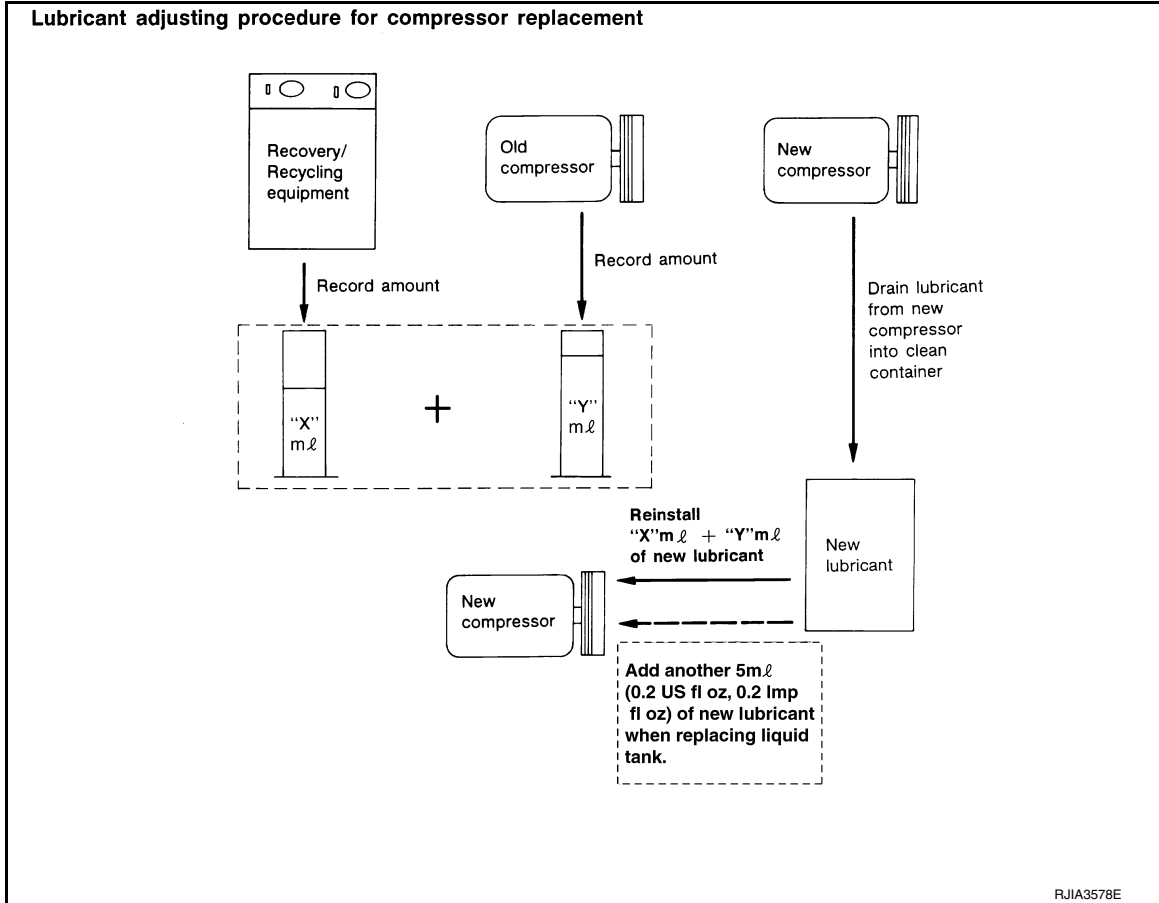 Lubricant adjusting procedure for compressor replacement
Recovery/
Recycling
equipment
Old
compressor
New
compressor
Record amount
Record amount
Drain lubricant
from new
compressor
into clean
container
“X”
mℓ
+
“Y”
mℓ
Reinstall
“X”mℓ + “Y”mℓ
of new lubricant
New
lubricant
New
compressor
Add another 5mℓ
(0.2 US fl oz, 0.2 Imp
fl oz) of new lubricant
when replacing liquid
tank.
RJIA3578E